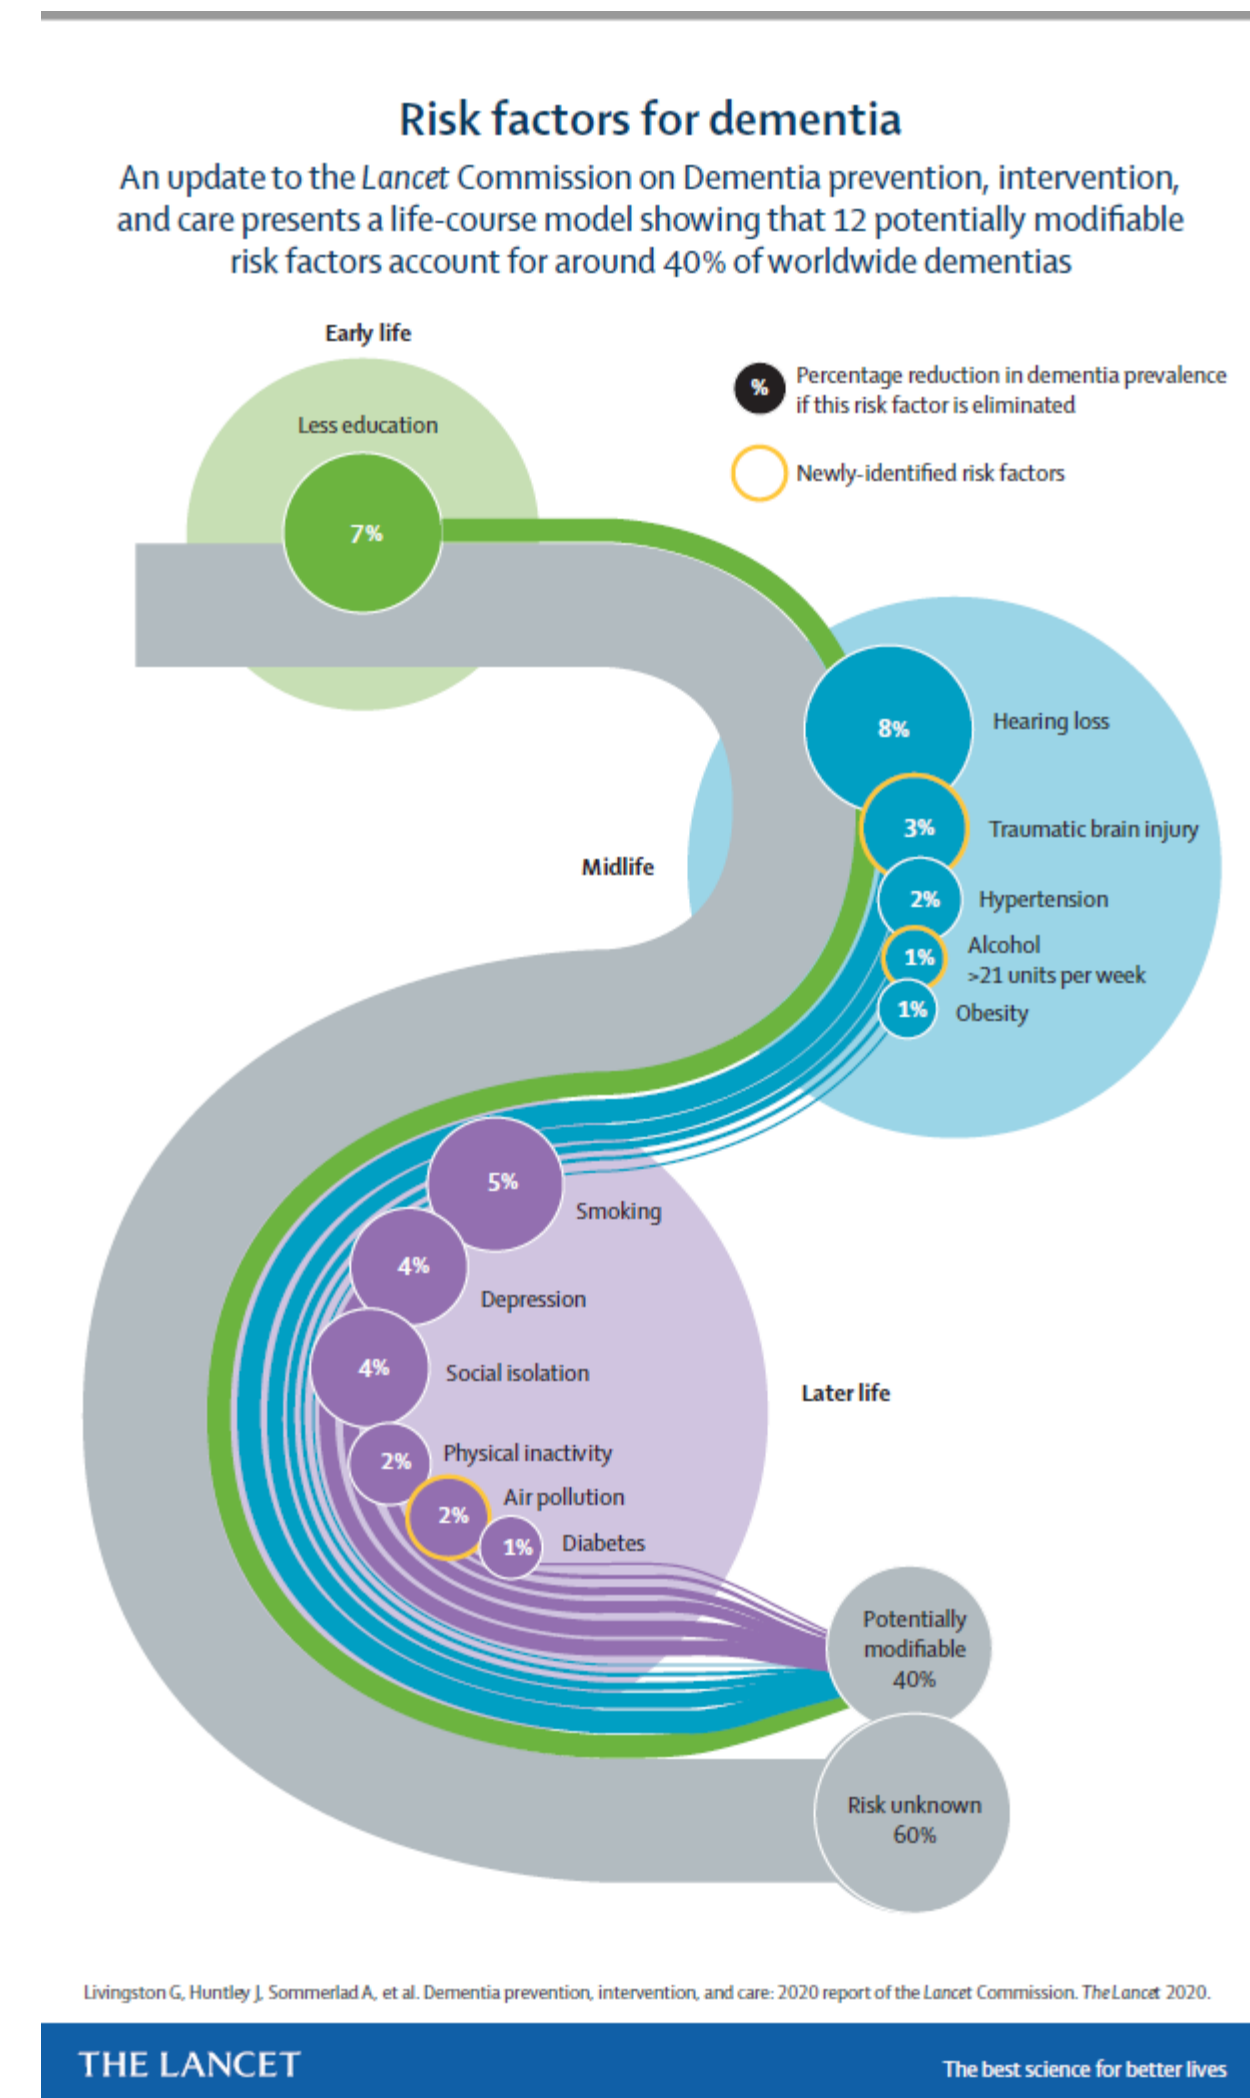 Risk factors for dementia
An update to the Lancet Commission on Dementia prevention, intervention,
and care presents a life-course model showing that 12 potentially modifiable
risk factors account for around 40% of worldwide dementias
Early life
% Percentage reduction in dementia prevalence
if this risk factor is eliminated
Newly-identified risk factors
Less education
7%
8% Hearing loss
3% Traumatic brain injury
Midlife
2% Hypertension
1% Alcohol
>21 units per week
1% Obesity
5%
Smoking
4%
Depression
4% Social isolation
Later life
2% Physical inactivity
2% Air pollution
1% Diabetes
Potentially
modifiable
40%
Risk unknown
60%
Livingston G, Huntley J, Sommerlad A, et al. Dementia prevention, intervention, and care: 2020 report of the Lancet Commission. The Lancet 2020.
THE LANCET
The best science for better lives